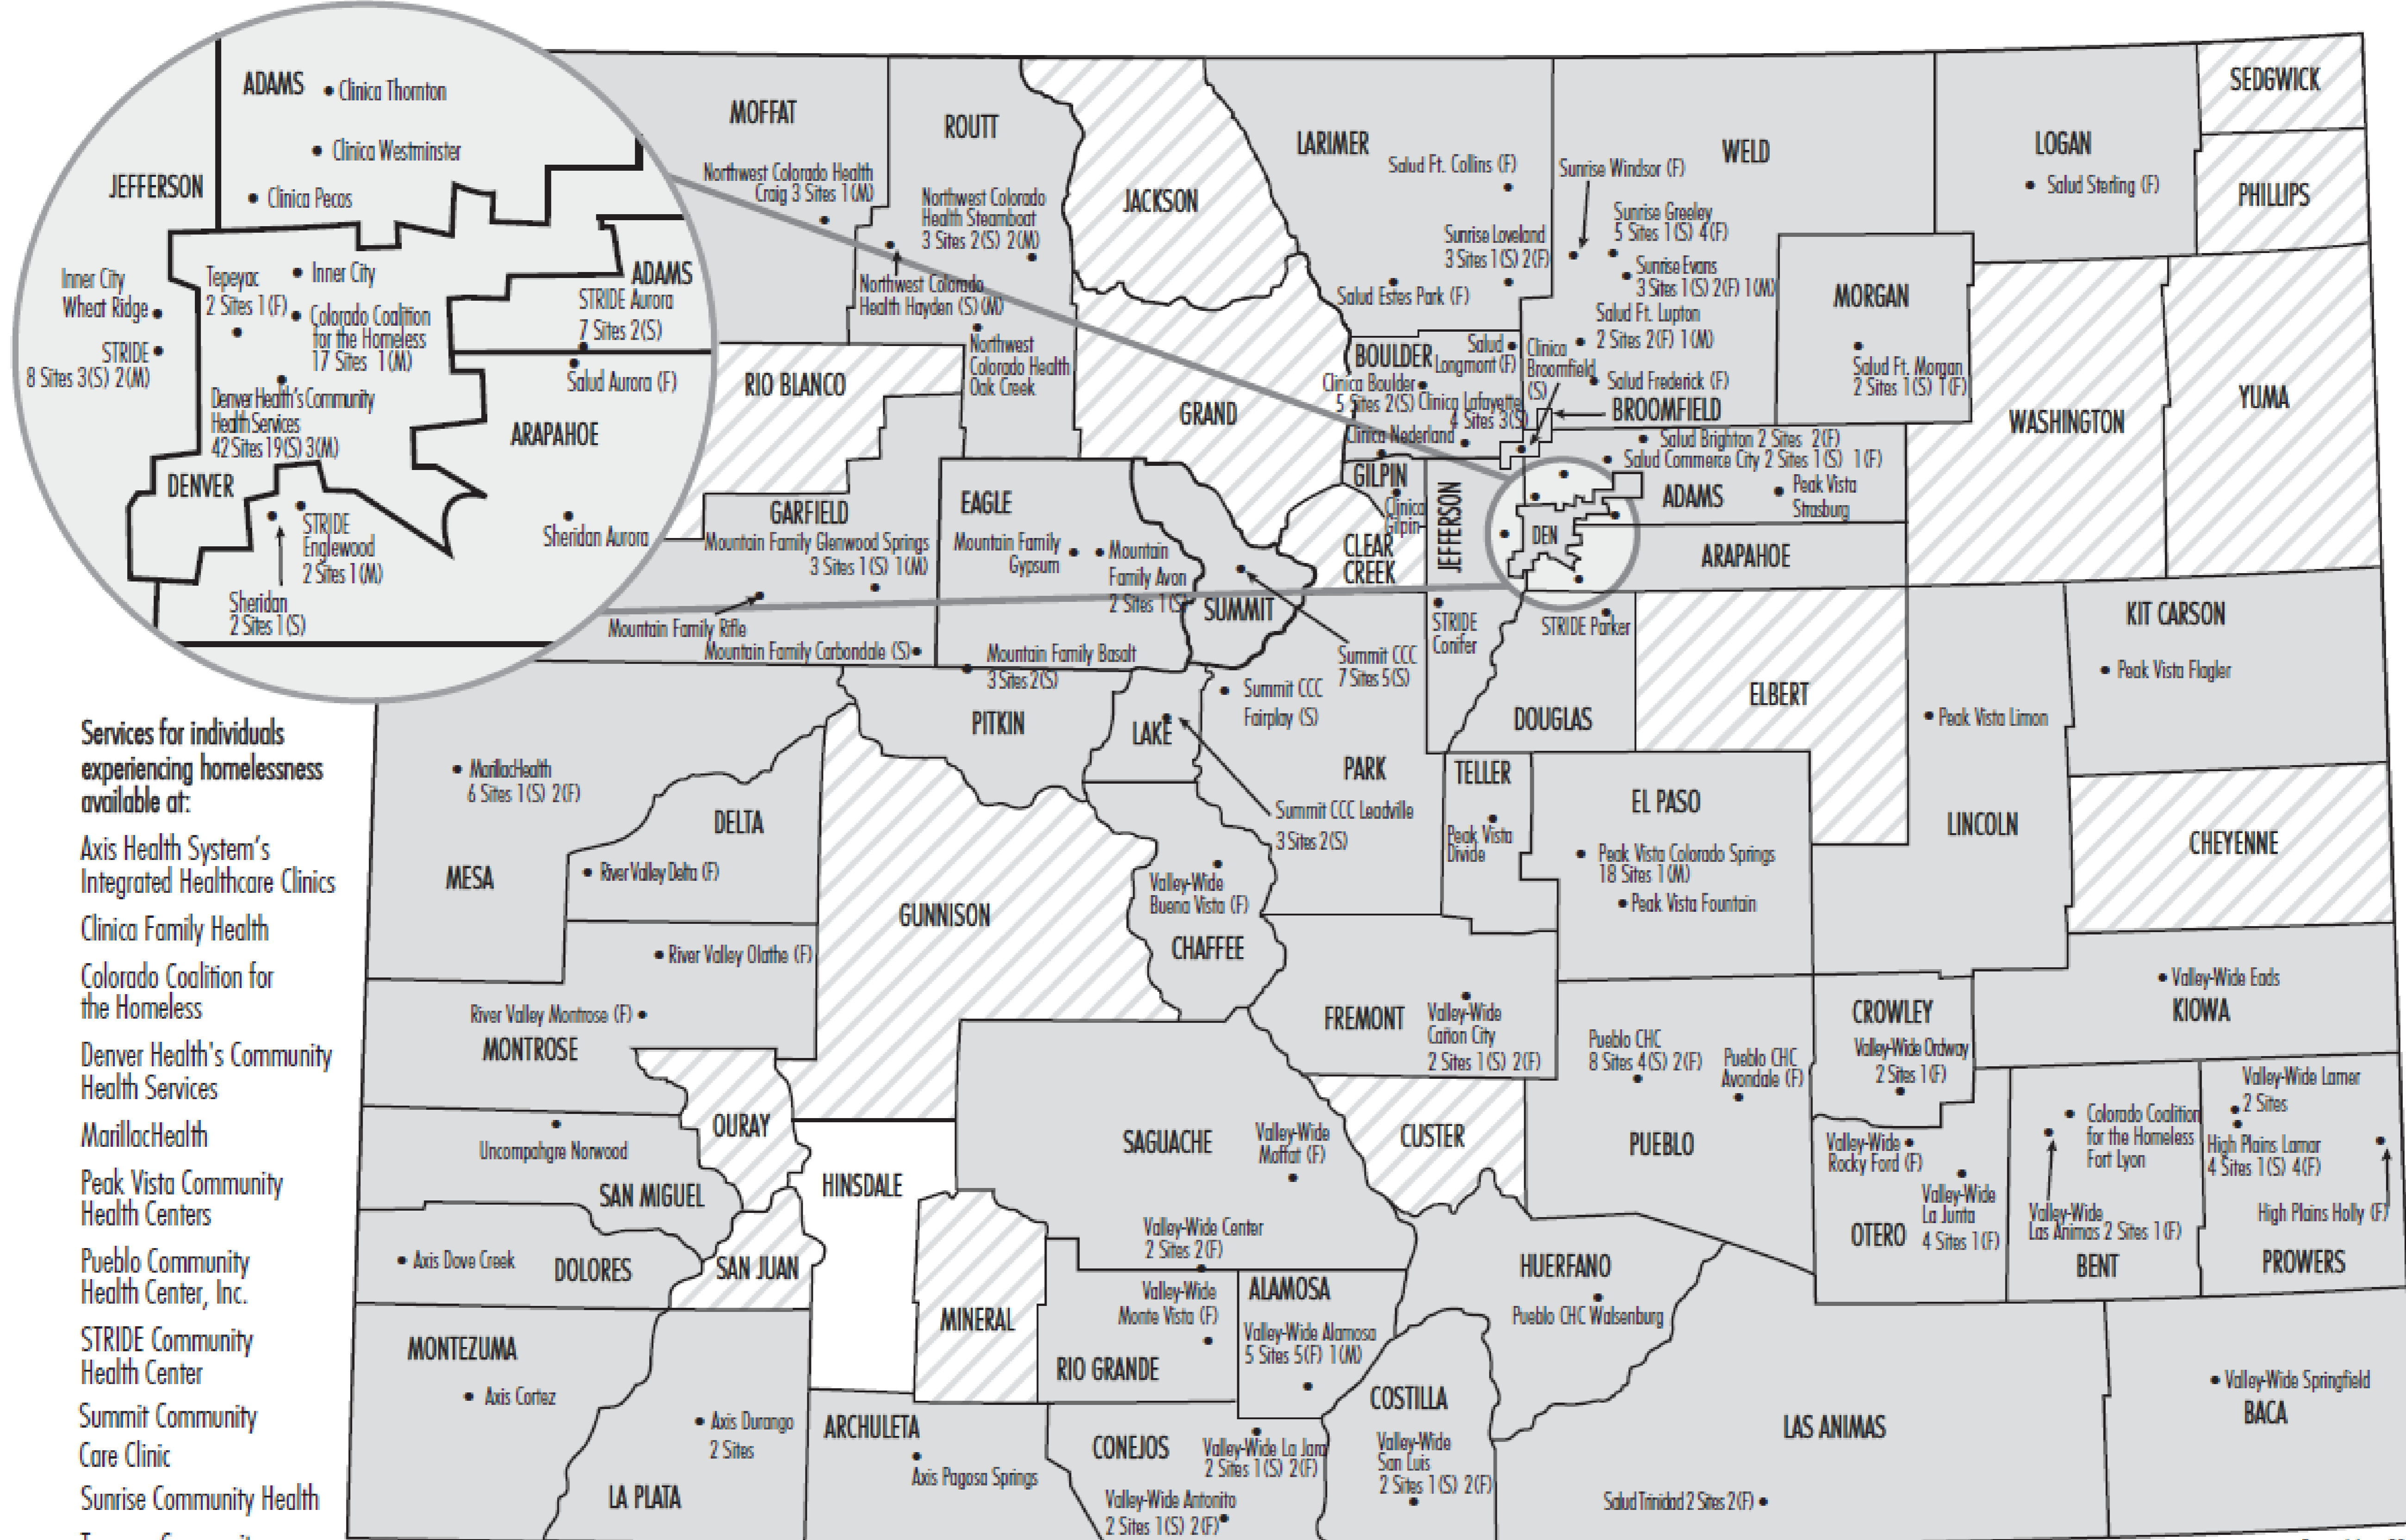 ADAMS
Clinica Thornton
Clinica Westminster
JEFFERSON
Clinica Pecos
Inner City
Wheat Ridge
Tepeyac
2 Sites 1(F)
Inner City
Colorado Coalition
for the Homeless
17 Sites 1(M)
STRIDE
8 Sites 3(S) 2(M)
Denver Health's Community
Health Services
42 Sites 19(S) 3(M)
DENVER
STRIDE
Englewood
2 Sites 1(M)
Sheridan
2 Sites 1(S)
ADAMS
STRIDE Aurora
7 Sites 2(S)
Salud Aurora (F)
ARAPAHOE
Sheridan Aurora
MOFFAT
Northwest Colorado Health
Craig 3 Sites 1(M)
ROUTT
Northwest Colorado
Health Steamboat
3 Sites 2(S) 2(M)
Northwest Colorado
Health Hayden (S)(M)
Northwest
Colorado Health
Oak Creek
JACKSON
LARIMER
Salud Ft. Collins (F)
Sunrise Loveland
3 Sites 1(S) 2(F)
Salud Estes Park (F)
WELD
Sunrise Windsor (F)
Sunrise Greeley
5 Sites 1(S) 4(F)
Sunrise Evans
3 Sites 1(S) 2(F) 1(M)
Salud Ft. Lupton
2 Sites 2(F) 1(M)
Salud Frederick (F)
LOGAN
Salud Sterling (F)
SEDGWICK
PHILLIPS
MORGAN
Salud Ft. Morgan
2 Sites 1(S) 1(F)
WASHINGTON
YUMA
RIO BLANCO
GRAND
BOULDER
Salud
Longmont (F)
Clinica Boulder
5 Sites 2(S)
Clinica Lafayette
4 Sites 3(S)
Clinica Nederland
Clinica
Broomfield
(S)
BROOMFIELD
Salud Brighton 2 Sites 2(F)
Salud Commerce City 2 Sites 1(S) 1(F)
ADAMS
Peak Vista
Strasburg
GILPIN
Clinica
Gilpin
JEFFERSON
DEN
ARAPAHOE
CLEAR
CREEK
GARFIELD
Mountain Family Glenwood Springs
3 Sites 1(S) 1(M)
Mountain Family Rifle
Mountain Family Carbondale (S)
EAGLE
Mountain Family
Gypsum
Mountain
Family Avon
2 Sites 1(S)
Mountain Family Basalt
3 Sites 2(S)
SUMMIT
Summit CCC
7 Sites 5(S)
STRIDE
Conifer
STRIDE Parker
ELBERT
KIT CARSON
Peak Vista Flagler
PITKIN
LAKE
Summit CCC
Fairplay (S)
PARK
Summit CCC Leadville
3 Sites 2(S)
DOUGLAS
TELLER
Peak Vista
Divide
EL PASO
Peak Vista Colorado Springs
18 Sites 1(M)
Peak Vista Fountain
Peak Vista Limon
LINCOLN
CHEYENNE
MarillacHealth
6 Sites 1(S) 2(F)
MESA
DELTA
River Valley Delta (F)
GUNNISON
Valley-Wide
Buena Vista (F)
CHAFFEE
River Valley Olathe (F)
River Valley Montrose (F)
MONTROSE
FREMONT
Valley-Wide
Cañon City
2 Sites 1(S) 2(F)
Pueblo CHC
8 Sites 4(S) 2(F)
Pueblo CHC
Avondale (F)
PUEBLO
CROWLEY
Valley-Wide Ordway
2 Sites 1(F)
Valley-Wide Eads
KIOWA
OURAY
Uncompahgre Norwood
SAN MIGUEL
HINSDALE
SAGUACHE
Valley-Wide
Moffat (F)
Valley-Wide Center
2 Sites 2(F)
CUSTER
Valley-Wide
Rocky Ford (F)
Valley-Wide
La Junta
4 Sites 1(F)
OTERO
Colorado Coalition
for the Homeless
Fort Lyon
Valley-Wide
Las Animas 2 Sites 1(F)
BENT
Valley-Wide Lamer
2 Sites
High Plains Lamar
4 Sites 1(S) 4(F)
High Plains Holly (F)
PROWERS
Axis Dove Creek
DOLORES
SAN JUAN
MINERAL
Valley-Wide
Monte Vista (F)
RIO GRANDE
ALAMOSA
Valley-Wide Alamosa
5 Sites 5(F) 1(M)
HUERFANO
Pueblo CHC Walsenburg
MONTEZUMA
Axis Cortez
Axis Durango
2 Sites
LA PLATA
ARCHULETA
Axis Pagosa Springs
CONEJOS
Valley-Wide La Jara
2 Sites 1(S) 2(F)
Valley-Wide Antonito
2 Sites 1(S) 2(F)
COSTILLA
Valley-Wide
San Luis
2 Sites 1(S) 2(F)
LAS ANIMAS
Salud Trinidad 2 Sites 2(F)
Valley-Wide Springfield
BACA
Services for individuals
experiencing homelessness
available at:
Axis Health System's
Integrated Healthcare Clinics
Clinica Family Health
Colorado Coalition for
the Homeless
Denver Health's Community
Health Services
MarillacHealth
Peak Vista Community
Health Centers
Pueblo Community
Health Center, Inc.
STRIDE Community
Health Center
Summit Community
Care Clinic
Sunrise Community Health